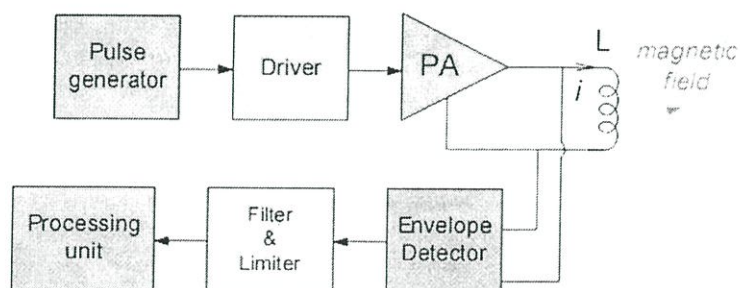 Pulse
generator
Driver
PA
L
i
magnetic
field
Processing
unit
Filter
&
Limiter
Envelope
Detector